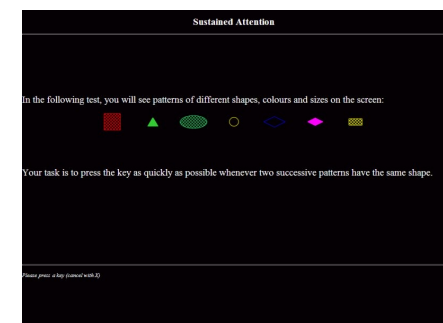 Sustained Attention
In the following test, you will see patterns of different shapes, colours and sizes on the screen:
Your task is to press the key as quickly as possible whenever two successive patterns have the same shape.
Please press a key (cancel with X)